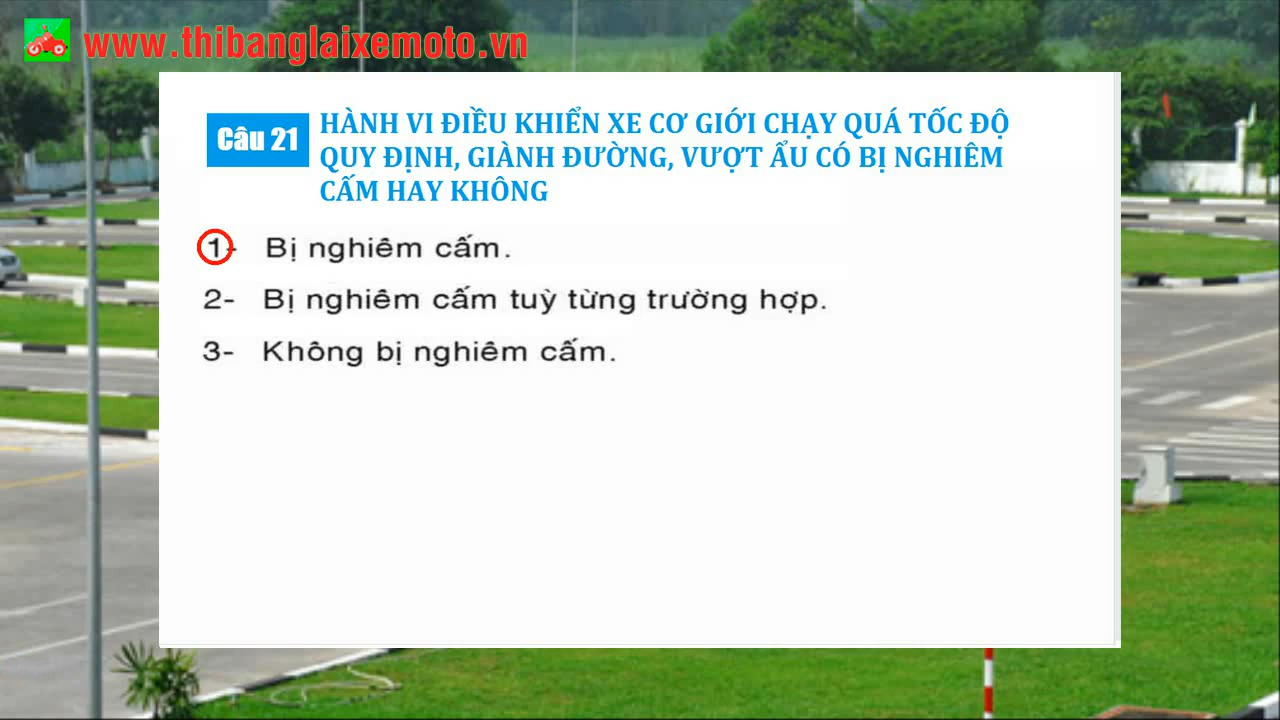 www.thibanglaixemoto.vn
Câu 21
HÀNH VI ĐIỀU KHIỂN XE CƠ GIỚI CHẠY QUÁ TỐC ĐỘ
QUY ĐỊNH, GIÀNH ĐƯỜNG, VƯỢT ẨU CÓ BỊ NGHIÊM
CẤM HAY KHÔNG
1- Bị nghiêm cấm.
2- Bị nghiêm cấm tuỳ từng trường hợp.
3- Không bị nghiêm cấm.